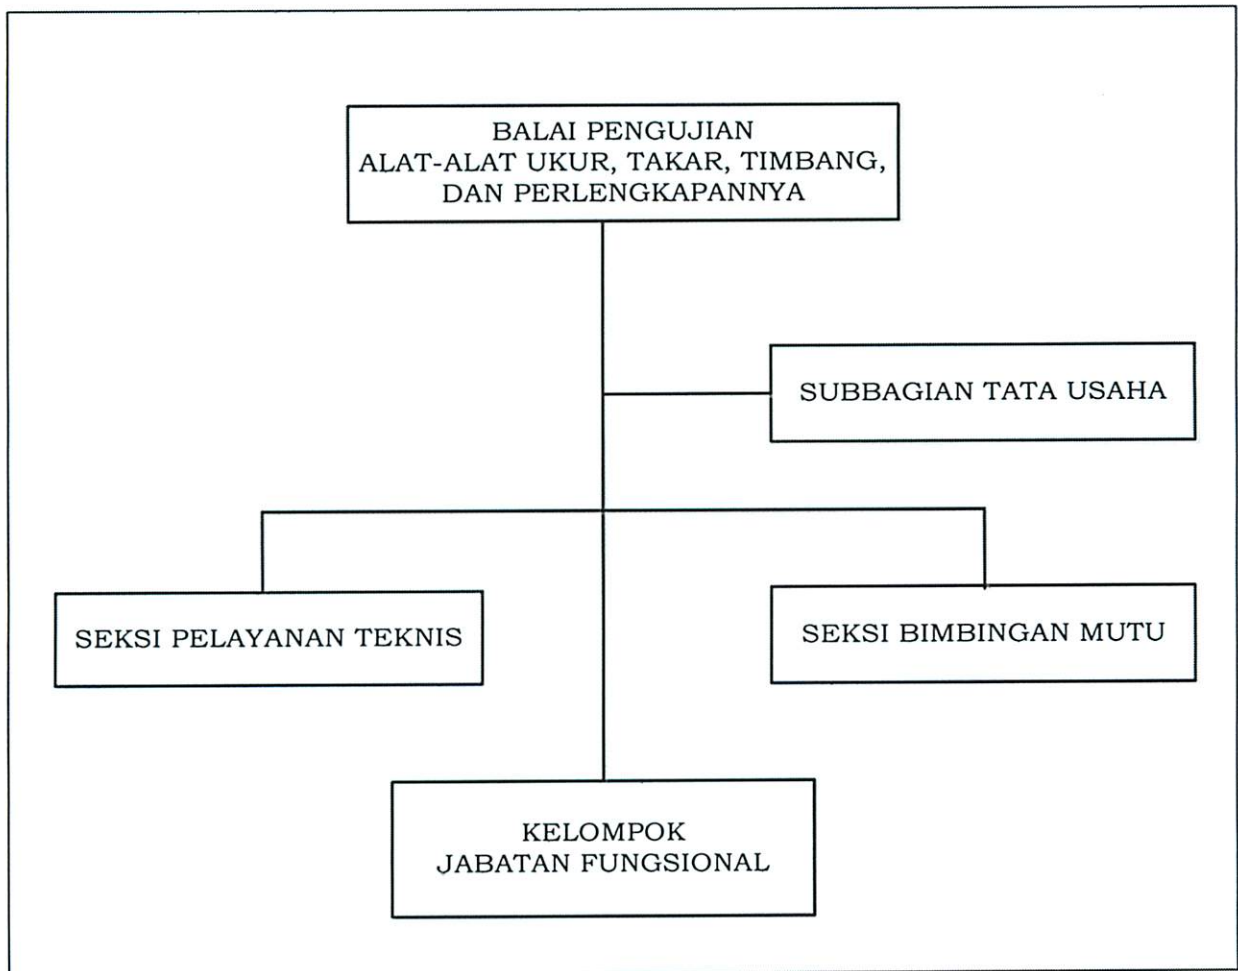 BALAI PENGUJIAN
ALAT-ALAT UKUR, TAKAR, TIMBANG,
DAN PERLENGKAPANNYA
SUBBAGIAN TATA USAHA
SEKSI PELAYANAN TEKNIS
SEKSI BIMBINGAN MUTU
KELOMPOK
JABATAN FUNGSIONAL